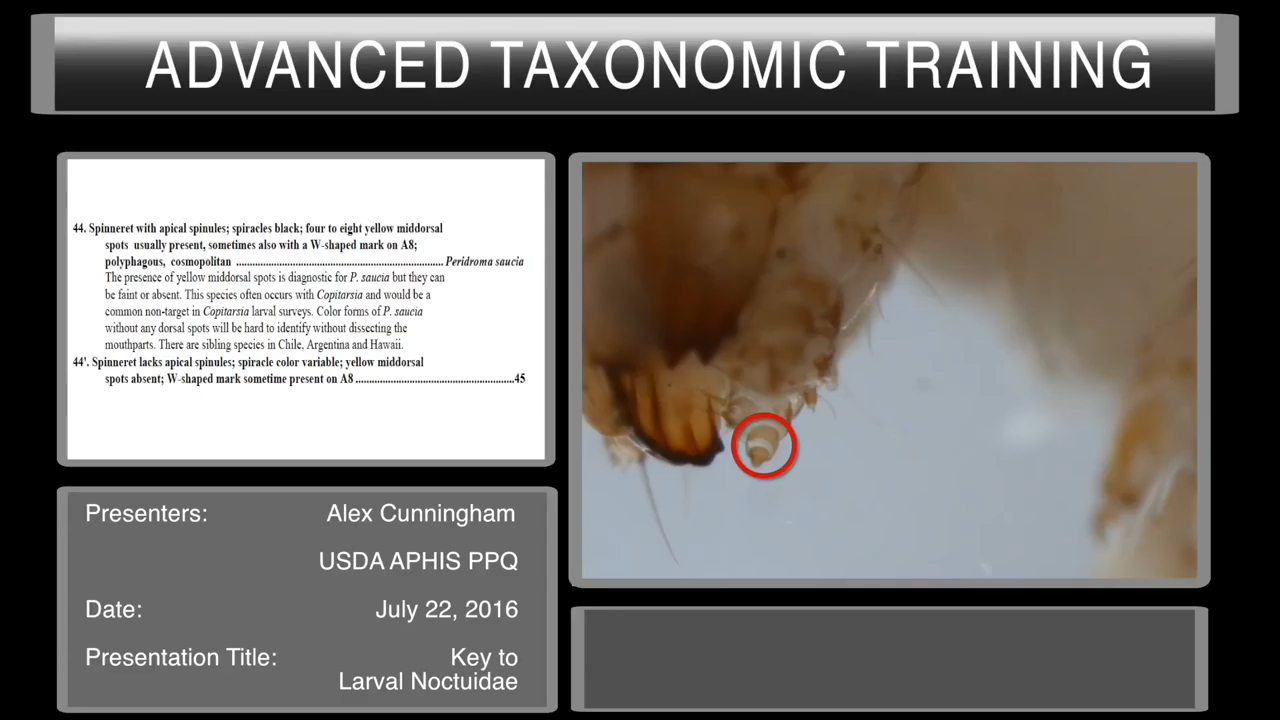 ADVANCED TAXONOMIC TRAINING
44. Spinneret with apical spinules; spiracles black; four to eight yellow middorsal
spots usually present, sometimes also with a W-shaped mark on A8;
polyphagous, cosmopolitan ........................................................................ Peridroma saucia
The presence of yellow middorsal spots is diagnostic for P. saucia but they can
be faint or absent. This species often occurs with Copitarsia and would be a
common non-target in Copitarsia larval surveys. Color forms of P. saucia
without any dorsal spots will be hard to identify without dissecting the
mouthparts. There are sibling species in Chile, Argentina and Hawaii.
44'. Spinneret lacks apical spinules; spiracle color variable; yellow middorsal
spots absent; W-shaped mark sometime present on A8 ......................................................45
Presenters: Alex Cunningham
USDA APHIS PPQ
Date: July 22, 2016
Presentation Title: Key to
Larval Noctuidae